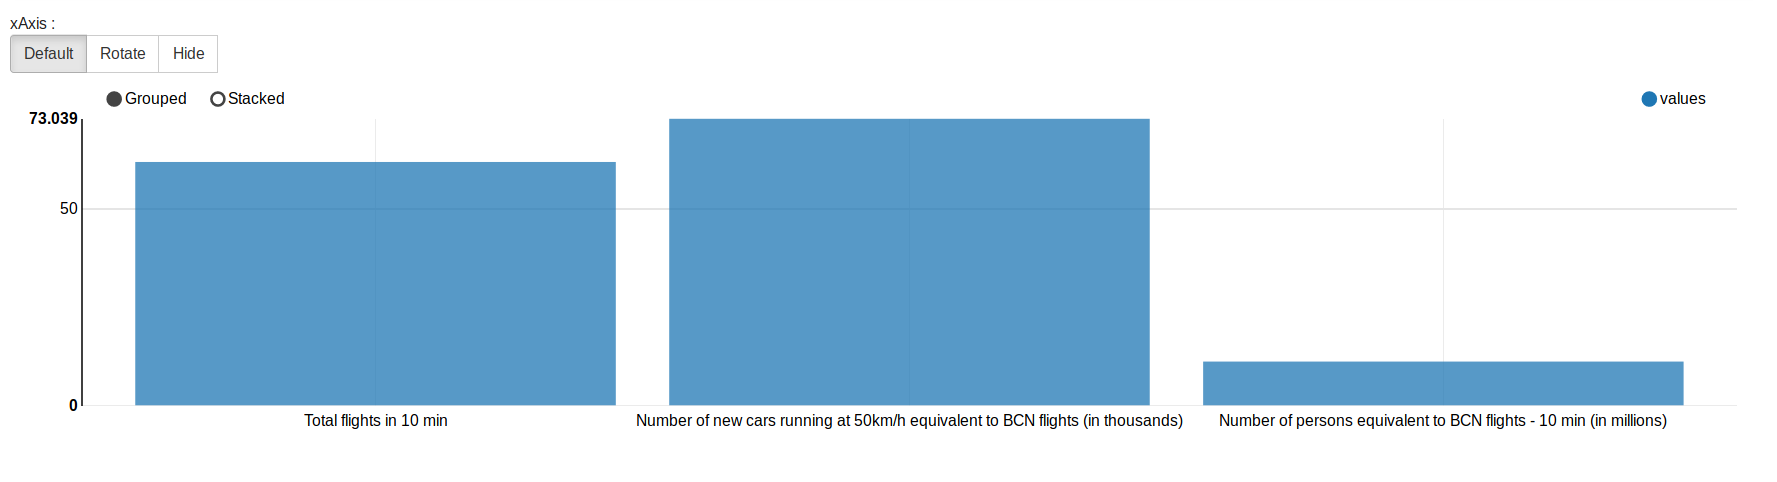 xAxis :
Default Rotate Hide
Grouped Stacked values
73.039
50
0
Total flights in 10 min Number of new cars running at 50km/h equivalent to BCN flights (in thousands) Number of persons equivalent to BCN flights - 10 min (in millions)